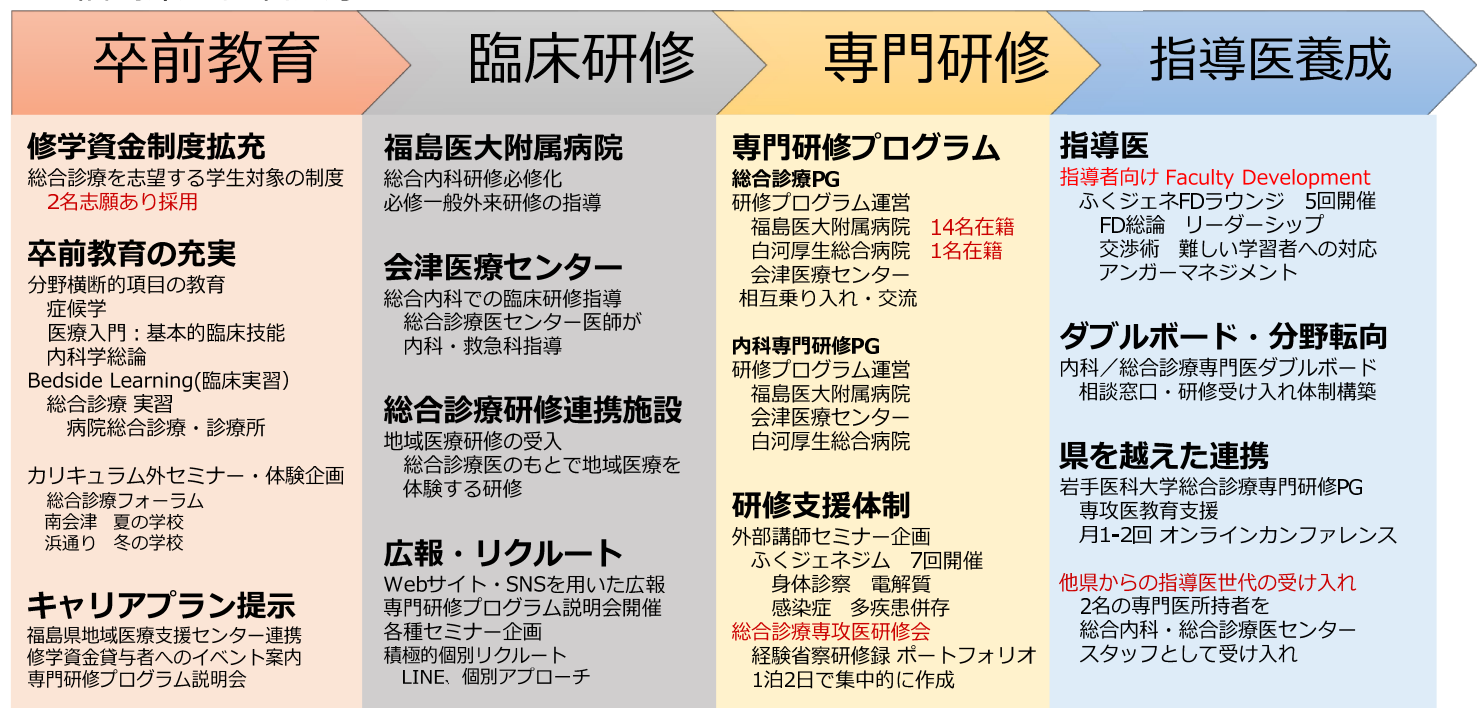 卒前教育
修学資金制度拡充
総合診療を志望する学生対象の制度
2名志願あり採用
卒前教育の充実
分野横断的項目の教育
症候学
医療入門：基本的臨床技能
内科学総論
Bedside Learning(臨床実習）
総合診療 実習
病院総合診療・診療所
カリキュラム外セミナー・体験企画
総合診療フォーラム
南会津　夏の学校
浜通り　冬の学校
キャリアプラン提示
福島県地域医療支援センター連携
修学資金貸与者へのイベント案内
専門研修プログラム説明会
臨床研修
福島医大附属病院
総合内科研修必修化
必修一般外来研修の指導
会津医療センター
総合内科での臨床研修指導
総合診療医センター医師が
内科・救急科指導
総合診療研修連携施設
地域医療研修の受入
総合診療医のもとで地域医療を
体験する研修
広報・リクルート
Webサイト・SNSを用いた広報
専門研修プログラム説明会開催
各種セミナー企画
積極的個別リクルート
LINE、個別アプローチ
専門研修
専門研修プログラム
総合診療PG
研修プログラム運営
福島医大附属病院　14名在籍
白河厚生総合病院　1名在籍
会津医療センター
相互乗り入れ・交流
内科専門研修PG
研修プログラム運営
福島医大附属病院
会津医療センター
白河厚生総合病院
研修支援体制
外部講師セミナー企画
ふくジェネジム　7回開催
身体診察　電解質
感染症　多疾患併存
総合診療専攻医研修会
経験省察研修録 ポートフォリオ
1泊2日で集中的に作成
指導医養成
指導医
指導者向け Faculty Development
ふくジェネFDラウンジ　5回開催
FD総論　リーダーシップ
交渉術　難しい学習者への対応
アンガーマネジメント
ダブルボード・分野転向
内科／総合診療専門医ダブルボード
相談窓口・研修受け入れ体制構築
県を越えた連携
岩手医科大学総合診療専門研修PG
専攻医教育支援
月1-2回 オンラインカンファレンス
他県からの指導医世代の受け入れ
2名の専門医所持者を
総合内科・総合診療医センター
スタッフとして受け入れ